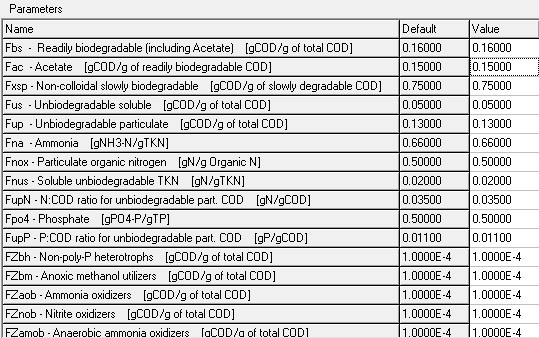 Parameters
Name Default Value
Fbs - Readily biodegradable (including Acetate) [gCOD/g of total COD] 0.16000 0.16000
Fac - Acetate [gCOD/g of readily biodegradable COD] 0.15000 0.15000
Fxsp - Non-colloidal slowly biodegradable [gCOD/g of slowly degradable COD] 0.75000 0.75000
Fus - Unbiodegradable soluble [gCOD/g of total COD] 0.05000 0.05000
Fup - Unbiodegradable particulate [gCOD/g of total COD] 0.13000 0.13000
Fna - Ammonia [gNH3-N/gTKN] 0.66000 0.66000
Fnox - Particulate organic nitrogen [gN/g Organic N] 0.50000 0.50000
Fnus - Soluble unbiodegradable TKN [gN/gTKN] 0.02000 0.02000
FupN - N:COD ratio for unbiodegradable part. COD [gN/gCOD] 0.03500 0.03500
Fpo4 - Phosphate [gPO4-P/gTP] 0.50000 0.50000
FupP - P:COD ratio for unbiodegradable part. COD [gP/gCOD] 0.01100 0.01100
FZbh - Non-poly-P heterotrophs [gCOD/g of total COD] 1.0000E-4 1.0000E-4
FZbm - Anoxic methanol utilizers [gCOD/g of total COD] 1.0000E-4 1.0000E-4
FZaob - Ammonia oxidizers [gCOD/g of total COD] 1.0000E-4 1.0000E-4
FZnob - Nitrite oxidizers [gCOD/g of total COD] 1.0000E-4 1.0000E-4
FZamob - Anaerobic ammonia oxidizers [gCOD/g of total COD] 1.0000E-4 1.0000E-4